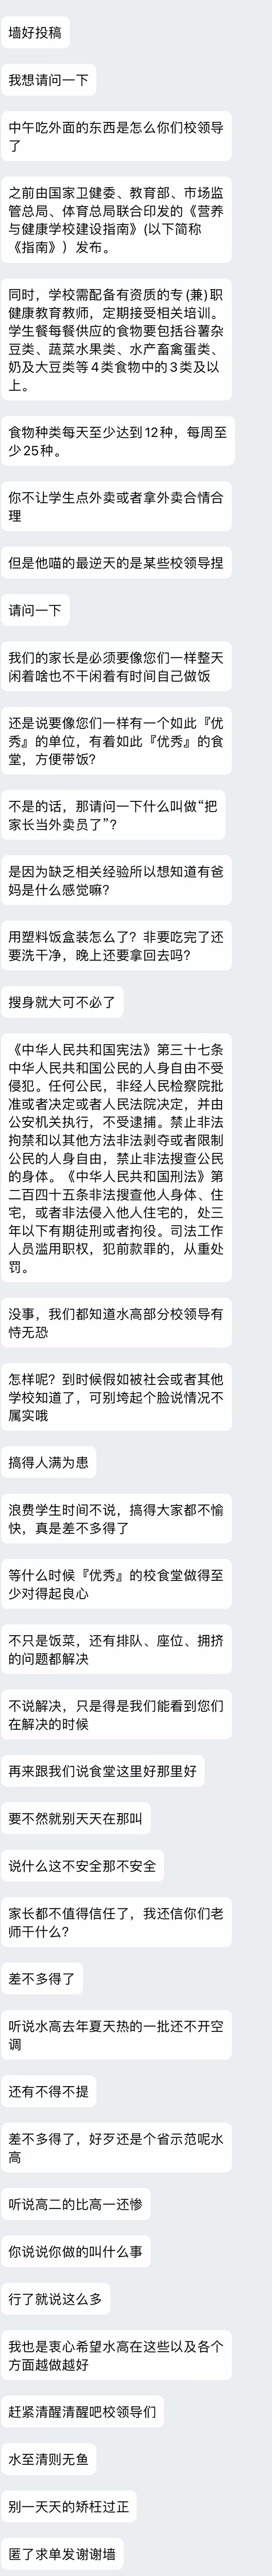 墙好投稿
我想请问一下
中午吃外面的东西是怎么你们校领导
了
之前由国家卫健委、教育部、市场监
管总局、体育总局联合印发的《营养
与健康学校建设指南》(以下简称
《指南》）发布。
同时，学校需配备有资质的专(兼)职
健康教育教师，定期接受相关培训。
学生餐每餐供应的食物要包括谷薯杂
豆类、蔬菜水果类、水产畜禽蛋类、
奶及大豆类等4类食物中的3类及以
上。
食物种类每天至少达到12种，每周至
少25种。
你不让学生点外卖或者拿外卖合情合
理
但是他喵的最逆天的是某些校领导捏
请问一下
我们的家长是必须要像您们一样整天
闲着啥也不干闲着有时间自己做饭
还是说要像您们一样有一个如此『优
秀』的单位，有着如此『优秀』的食
堂，方便带饭?
不是的话，那请问一下什么叫做“把
家长当外卖员了”?
是因为缺乏相关经验所以想知道有爸
妈是什么感觉嘛?
用塑料饭盒装怎么了？非要吃完了还
要洗干净，晚上还要拿回去吗?
搜身就大可不必了
《中华人民共和国宪法》第三十七条
中华人民共和国公民的人身自由不受
侵犯。任何公民，非经人民检察院批
准或者决定或者人民法院决定，并由
公安机关执行，不受逮捕。禁止非法
拘禁和以其他方法非法剥夺或者限制
公民的人身自由，禁止非法搜查公民
的身体。《中华人民共和国刑法》第
二百四十五条非法搜查他人身体、住
宅，或者非法侵入他人住宅的，处三
年以下有期徒刑或者拘役。司法工作
人员滥用职权，犯前款罪的，从重处
罚。
没事，我们都知道水高部分校领导有
恃无恐
怎样呢？到时候假如被社会或者其他
学校知道了，可别垮起个脸说情况不
属实哦
搞得人满为患
浪费学生时间不说，搞得大家都不愉
快，真是差不多得了
等什么时候『优秀』的校食堂做得至
少对得起良心
不只是饭菜，还有排队、座位、拥挤
的问题都解决
不说解决，只是得是我们能看到您们
在解决的时候
再来跟我们说食堂这里好那里好
要不然就别天天在那叫
说什么这不安全那不安全
家长都不值得信任了，我还信你们老
师干什么?
差不多得了
听说水高去年夏天热的一批还不开空
调
还有不得不提
差不多得了，好歹还是个省示范呢水
高
听说高二的比高一还惨
你说说你做的叫什么事
行了就说这么多
我也是衷心希望水高在这些以及各个
方面越做越好
赶紧清醒清醒吧校领导们
水至清则无鱼
别一天天的矫枉过正
匿了求单发谢谢墙